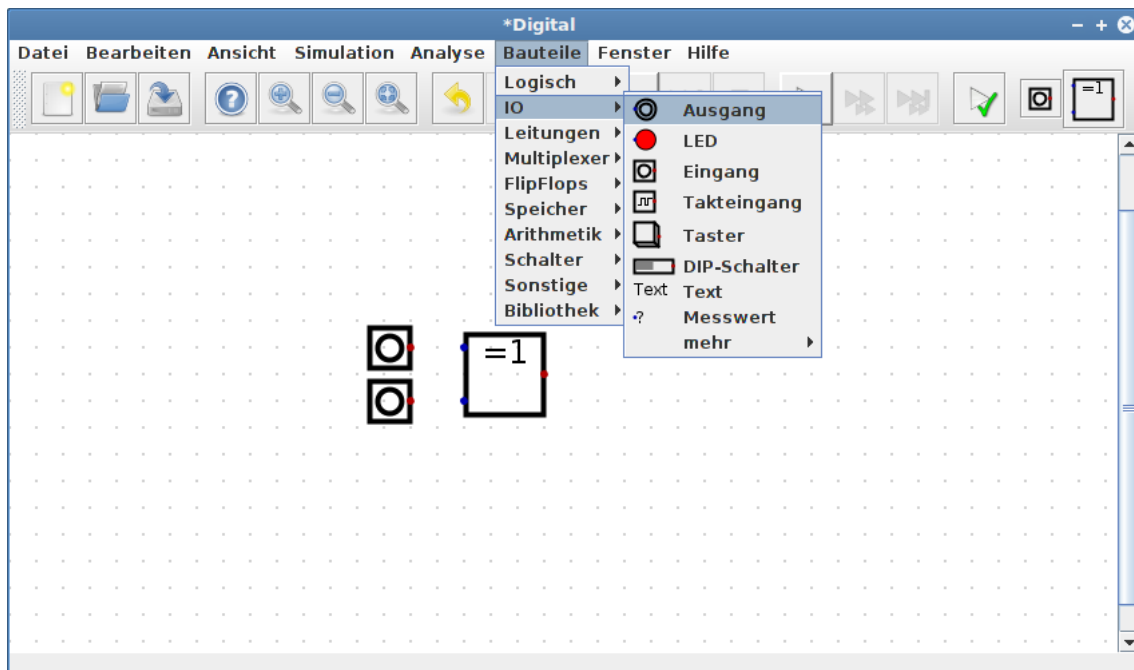 *Digital
Datei Bearbeiten Ansicht Simulation Analyse Bauteile Fenster Hilfe
=1
Logisch
IO
Leitungen
Multiplexer
FlipFlops
Speicher
Arithmetik
Schalter
Sonstige
Bibliothek
Ausgang
LED
Eingang
Takteingang
Taster
DIP-Schalter
Text Text
·? Messwert
mehr
=1